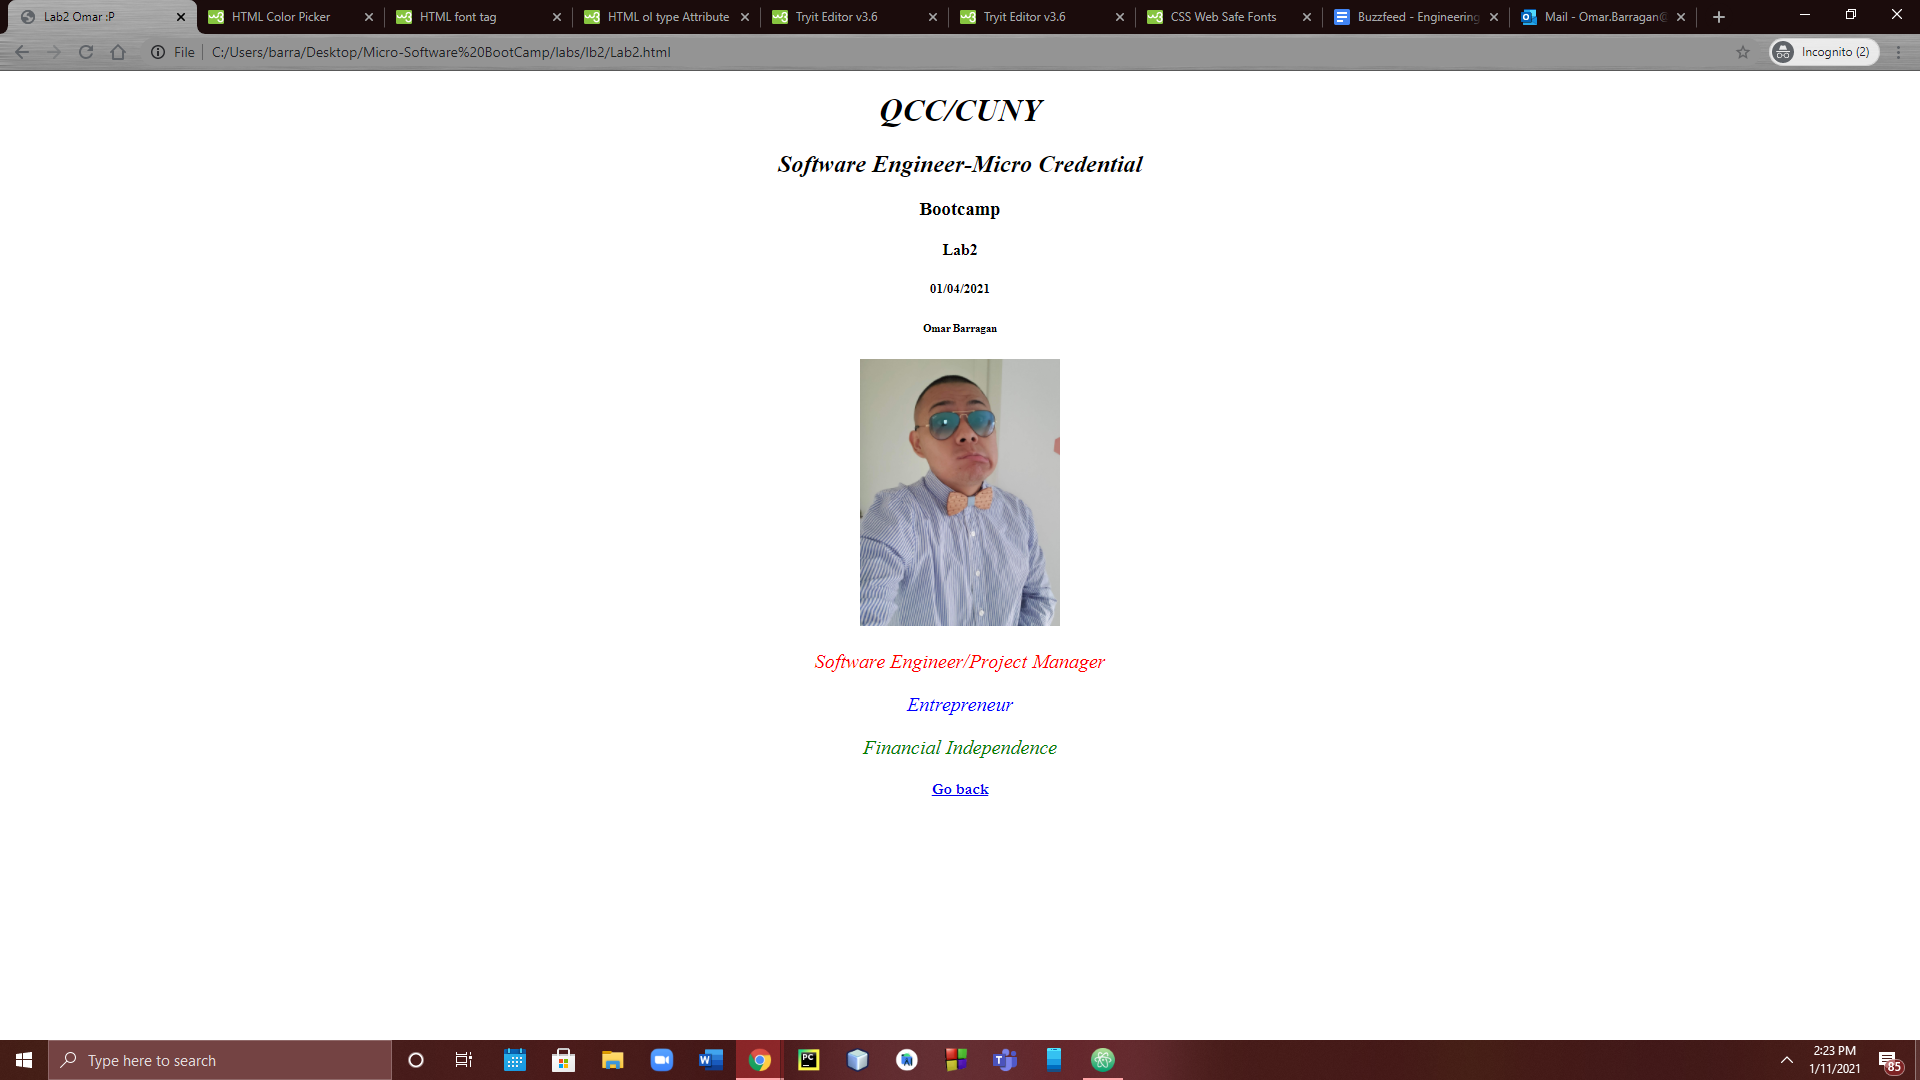 Lab2 Omar :P
HTML Color Picker
HTML font tag
HTML ol type Attribute
Tryit Editor v3.6
Tryit Editor v3.6
CSS Web Safe Fonts
Buzzfeed - Engineering
Mail - Omar.Barragan@
File
C:/Users/barra/Desktop/Micro-Software%20BootCamp/labs/lb2/Lab2.html
Incognito (2)
QCC/CUNY
Software Engineer-Micro Credential
Bootcamp
Lab2
01/04/2021
Omar Barragan
Software Engineer/Project Manager
Entrepreneur
Financial Independence
Go back
Type here to search
2:23 PM
1/11/2021
85